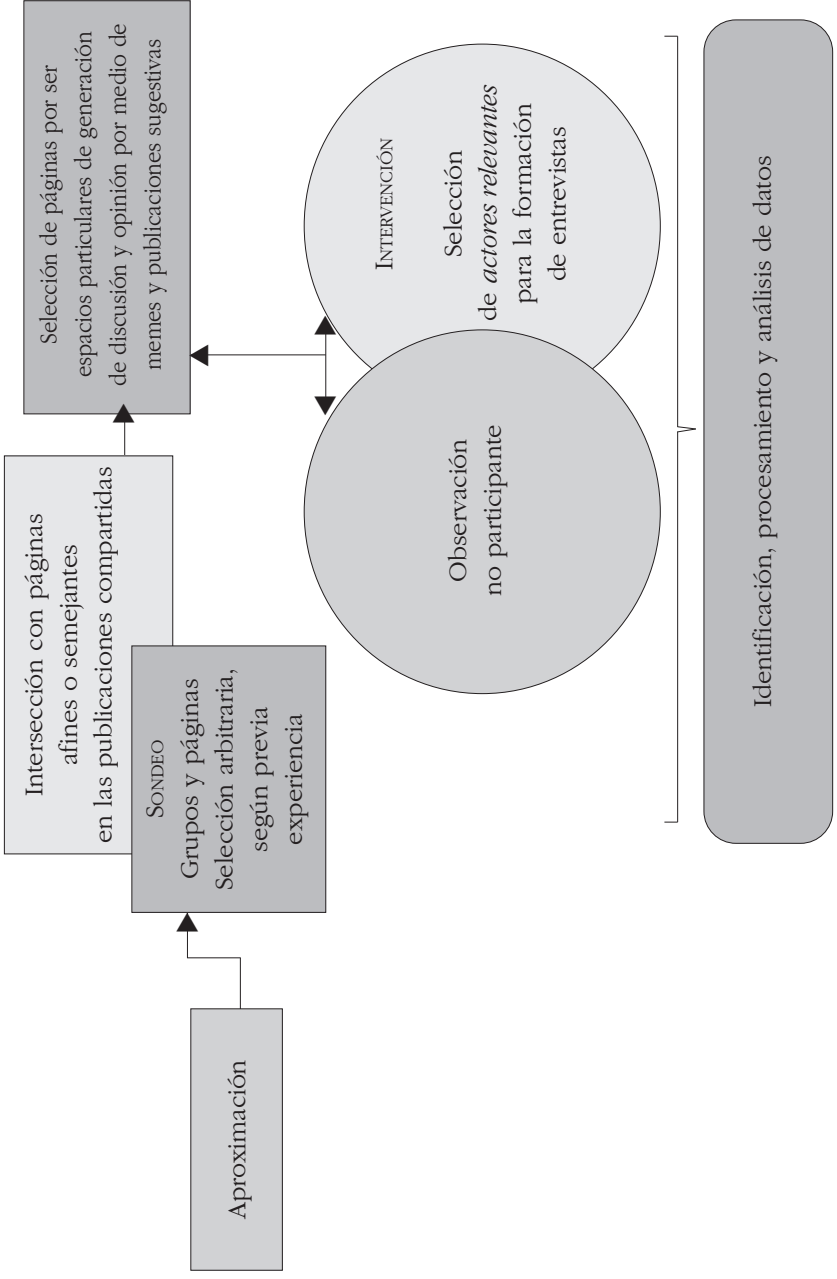 Aproximación
SONDEO
Grupos y páginas
Selección arbitraria,
según previa
experiencia
Intersección con páginas
afines o semejantes
en las publicaciones compartidas
Selección de páginas por ser
espacios particulares de generación
de discusión y opinión por medio de
memes y publicaciones sugestivas
Observación
no participante
INTERVENCIÓN
Selección
de actores relevantes
para la formación
de entrevistas
Identificación, procesamiento y análisis de datos